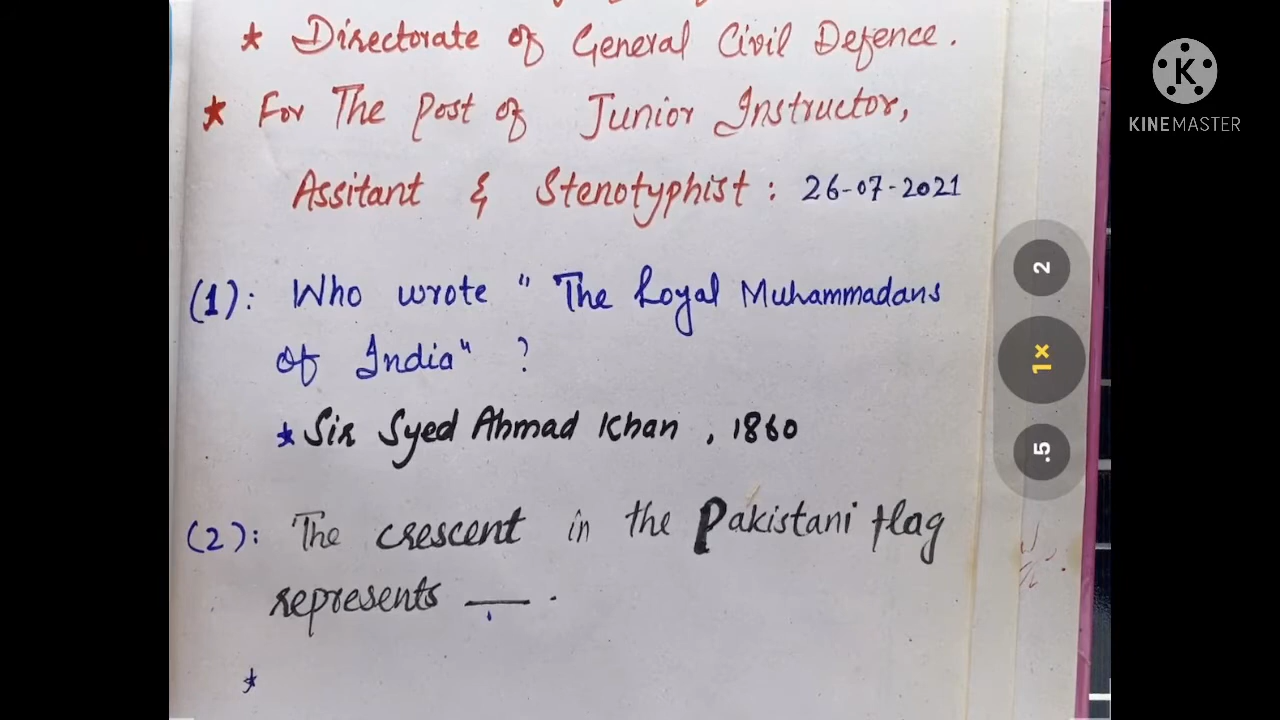 * Directorate of General Civil Defence.
* For The Post of Junior Instructor,
Assitant & Stenotyphist : 26-07-2021
(1): Who wrote " The Loyal Muhammadans
of India" ?
* Sir Syed Ahmad Khan , 1860
(2): The crescent in the Pakistani flag
represents ___ .
*
K
KINEMASTER
2
1×
.5